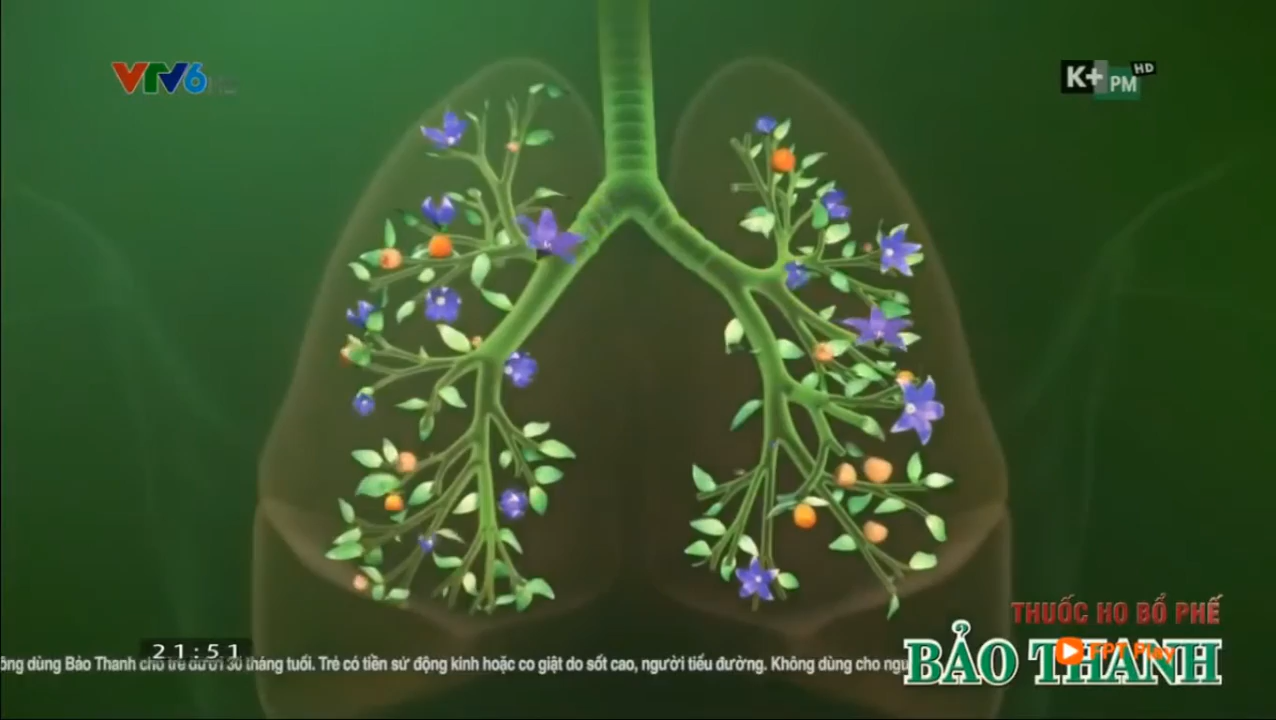 VTV6
K+
PM
HD
THUỐC HO BỔ PHẾ
BẢO THANH
FPT Play
21:51
ông dùng Bảo Thanh cho trẻ dưới 30 tháng tuổi. Trẻ có tiền sử động kinh hoặc co giật do sốt cao, người tiểu đường. Không dùng cho ngư